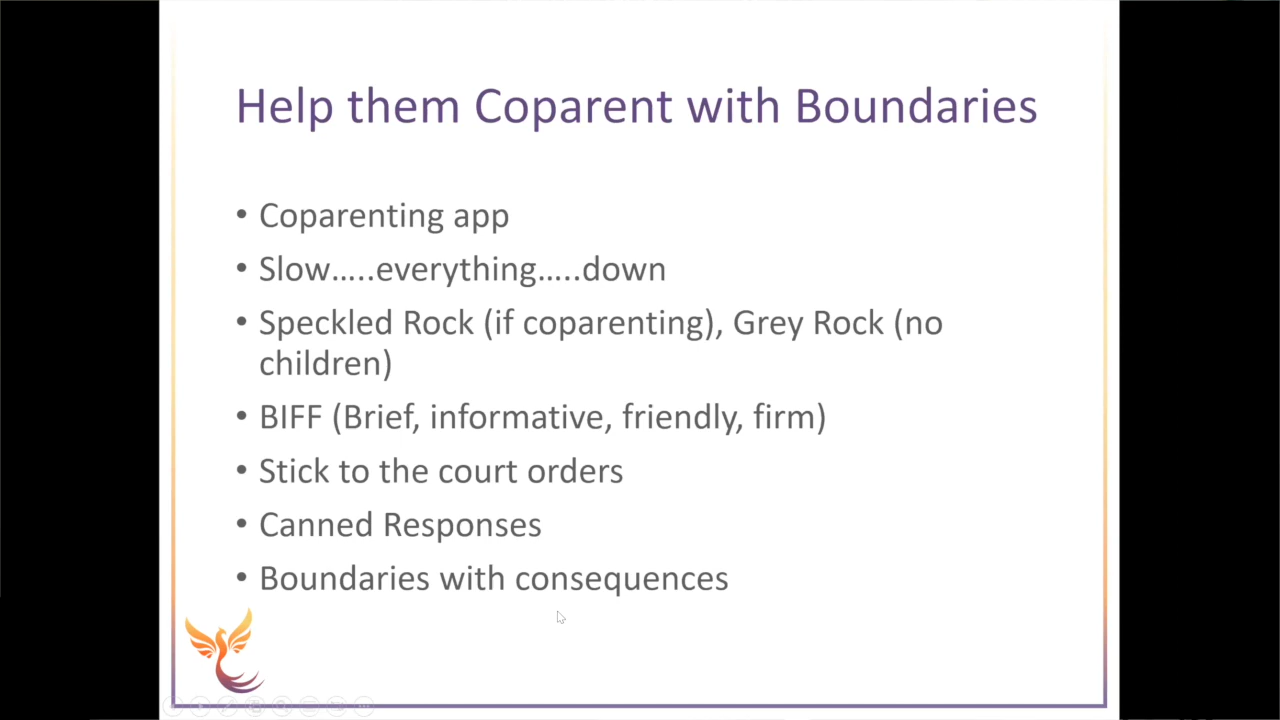 Help them Coparent with Boundaries
• Coparenting app
• Slow.....everything.....down
• Speckled Rock (if coparenting), Grey Rock (no
children)
• BIFF (Brief, informative, friendly, firm)
• Stick to the court orders
• Canned Responses
• Boundaries with consequences